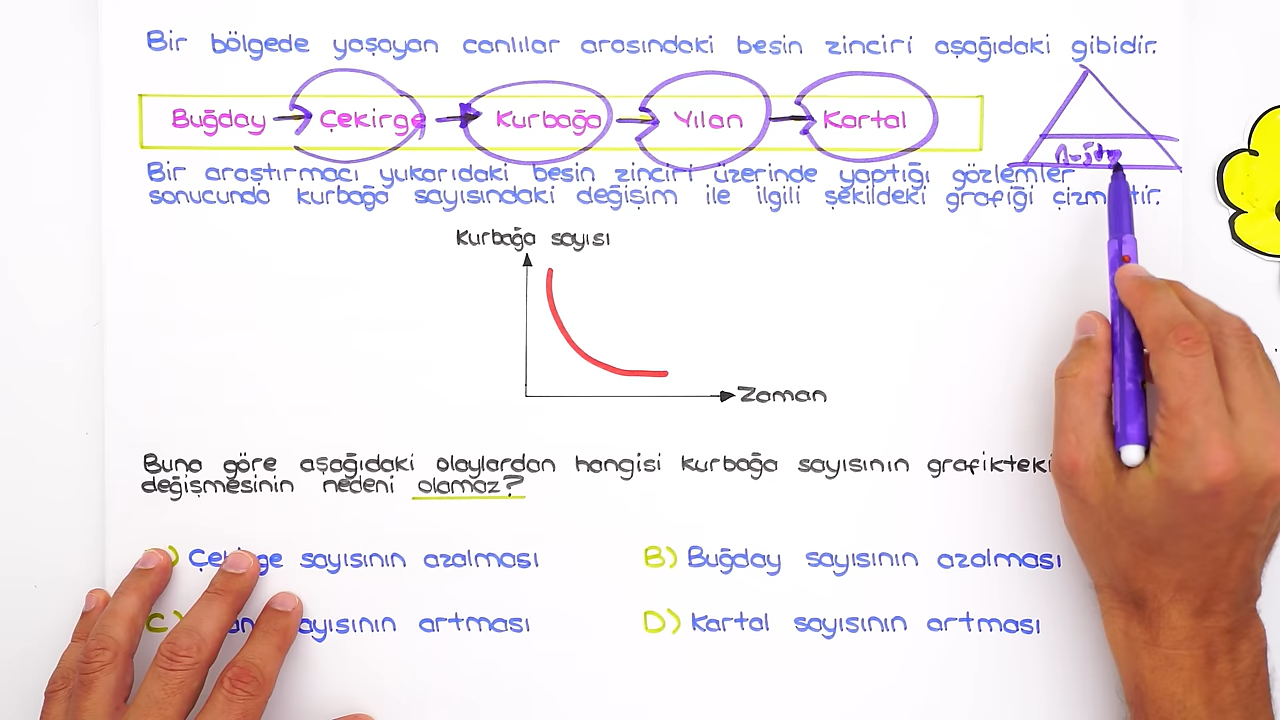 Bir bölgede yaşayan canlılar arasındaki besin zinciri aşağıdaki gibidir.
Buğday → Çekirge → Kurbağa → Yılan → Kartal
Bir araştırmacı yukarıdaki besin zinciri üzerinde yaptığı gözlemler
sonucunda kurbağa sayısındaki değişim ile ilgili şekildeki grafiği
Kurbağa sayısı
Zaman
Buna göre aşağıdaki olaylardan hangisi kurbağa sayısının grafikteki
değişmesinin nedeni olamaz?
sayısının azalması
B) Buğday sayısının azalması
C) sayısının artması
D) Kartal sayısının artması